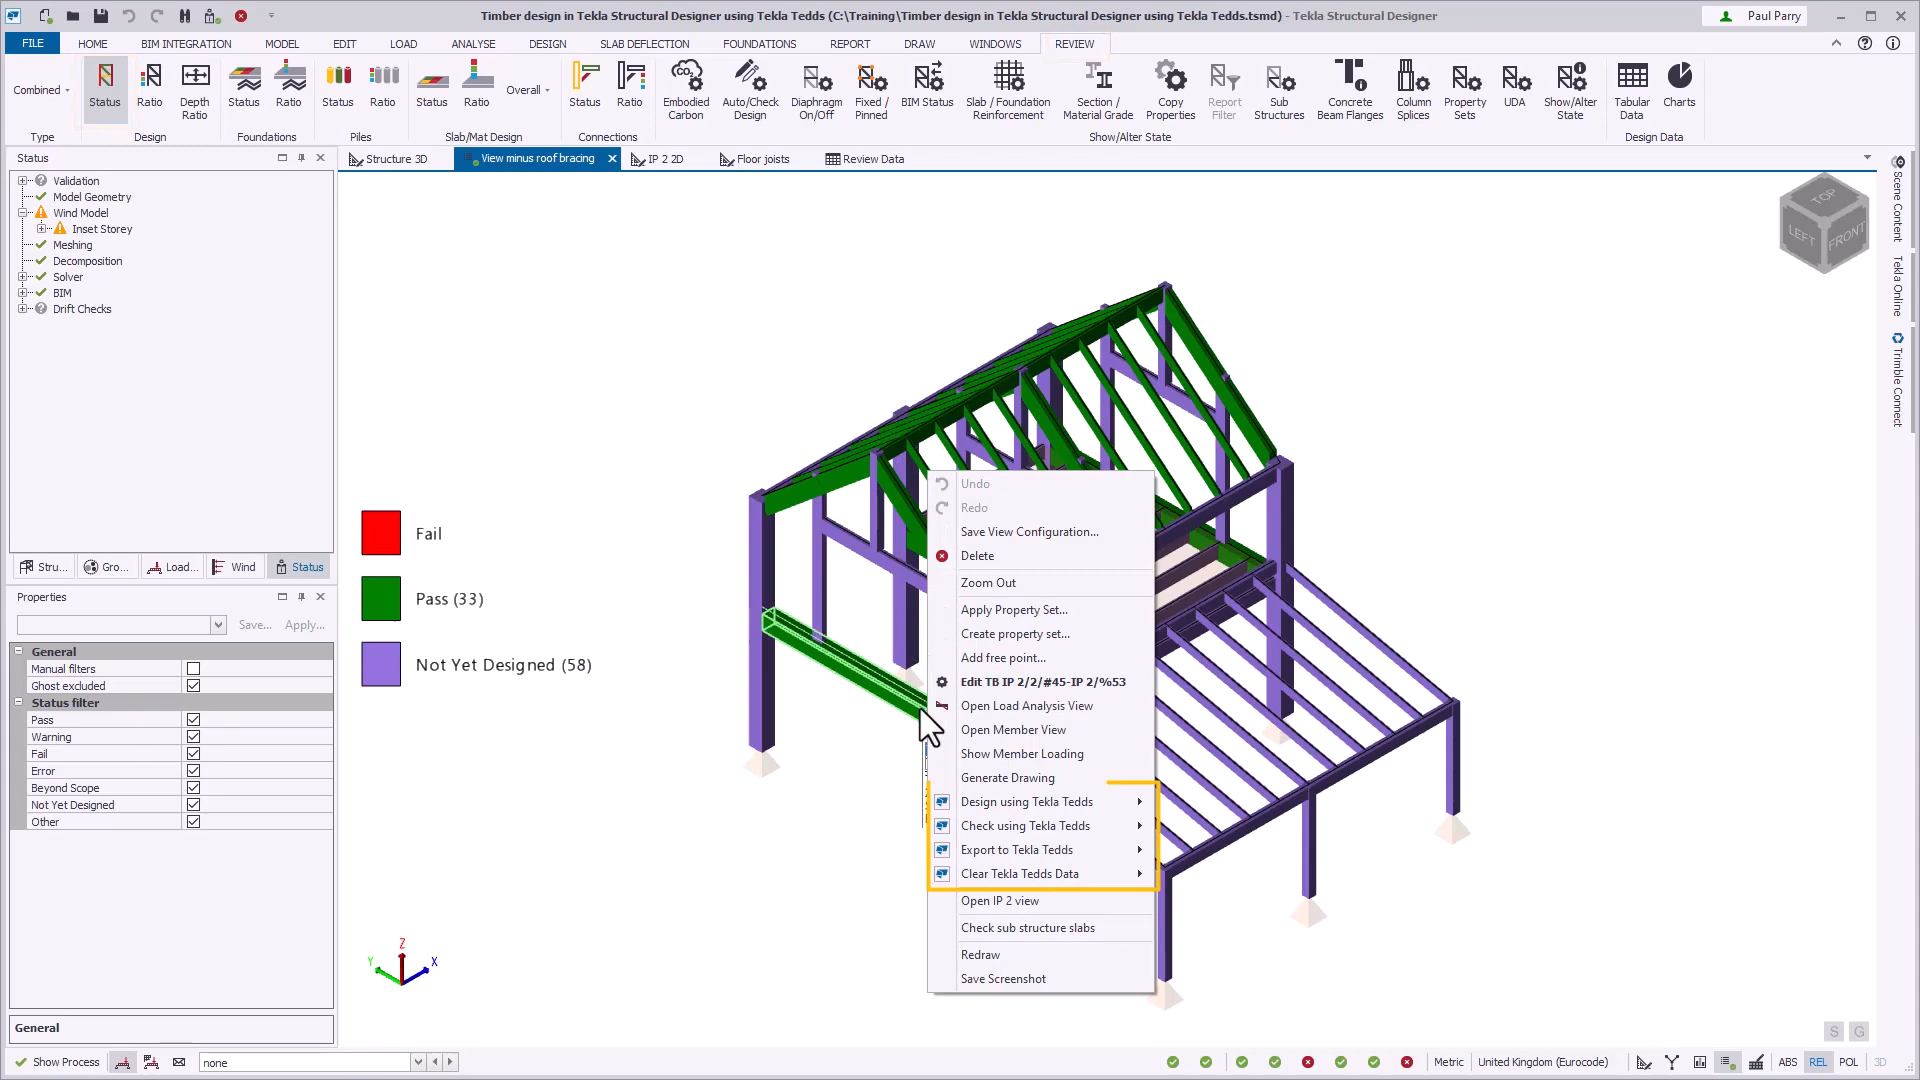 Timber design in Tekla Structural Designer using Tekla Tedds (C:\Training\Timber design in Tekla Structural Designer using Tekla Tedds.tsmd) - Tekla Structural Designer
Paul Parry
FILE HOME BIM INTEGRATION MODEL EDIT LOAD ANALYSE DESIGN SLAB DEFLECTION FOUNDATIONS REPORT DRAW WINDOWS REVIEW
Combined
Status
Ratio
Depth Ratio
Status
Ratio
Status
Ratio
Status
Ratio
Overall
Status
Ratio
Embodied Carbon
Auto/Check Design
Diaphragm On/Off
Fixed / Pinned
BIM Status
Slab / Foundation Reinforcement
Section / Material Grade
Copy Properties
Report Filter
Sub Structures
Concrete Beam Flanges
Column Splices
Property Sets
UDA
Show/Alter State
Tabular Data
Charts
Type Design Foundations Piles Slab/Mat Design Connections Show/Alter State Design Data
Status
Structure 3D
View minus roof bracing
IP 2 2D
Floor joists
Review Data
Validation
Model Geometry
Wind Model
Inset Storey
Meshing
Decomposition
Solver
BIM
Drift Checks
Stru...
Gro...
Load...
Wind
Status
Properties
Save...
Apply...
General
Manual filters
Ghost excluded
Status filter
Pass
Warning
Fail
Error
Beyond Scope
Not Yet Designed
Other
General
Fail
Pass (33)
Not Yet Designed (58)
Z
Y
X
Undo
Redo
Save View Configuration...
Delete
Zoom Out
Apply Property Set...
Create property set...
Add free point...
Edit TB IP 2/2/#45-IP 2/%53
Open Load Analysis View
Open Member View
Show Member Loading
Generate Drawing
Design using Tekla Tedds
Check using Tekla Tedds
Export to Tekla Tedds
Clear Tekla Tedds Data
Open IP 2 view
Check sub structure slabs
Redraw
Save Screenshot
TOP
LEFT
FRONT
Scene Content
Tekla Online
Trimble Connect
S G
Show Process
none
Metric
United Kingdom (Eurocode)
ABS REL POL 3D